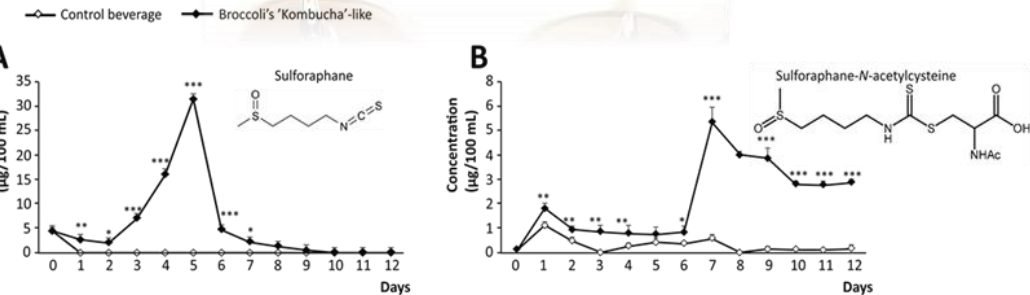 Control beverage
Broccoli's 'Kombucha'-like
A
Sulforaphane
(µg/100 mL)
35
30
25
20
15
10
5
0
O
S
N
C
S
***
***
***
**
*
***
*
0 1 2 3 4 5 6 7 8 9 10 11 12
Days
B
Sulforaphane-N-acetylcysteine
Concentration
(µg/100 mL)
8
6
5
4
3
2
1
0
O
S
N
H
S
S
O
OH
NHAc
**
**
**
**
*
***
***
***
***
***
0 1 2 3 4 5 6 7 8 9 10 11 12
Days